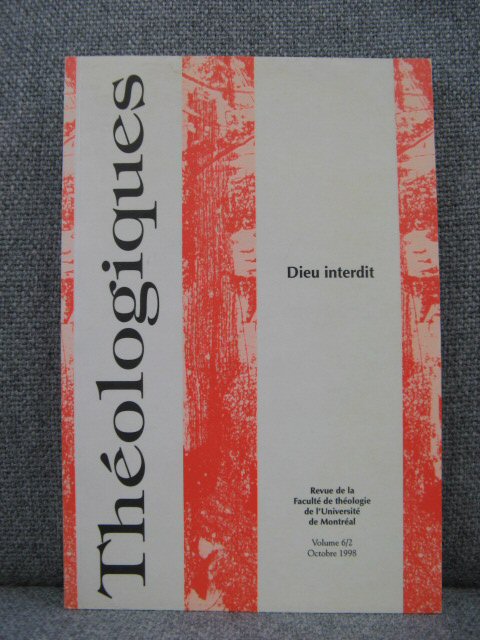 Théologiques
Dieu interdit
Revue de la
Faculté de théologie
de l'Université
de Montréal
Volume 6/2
Octobre 1998